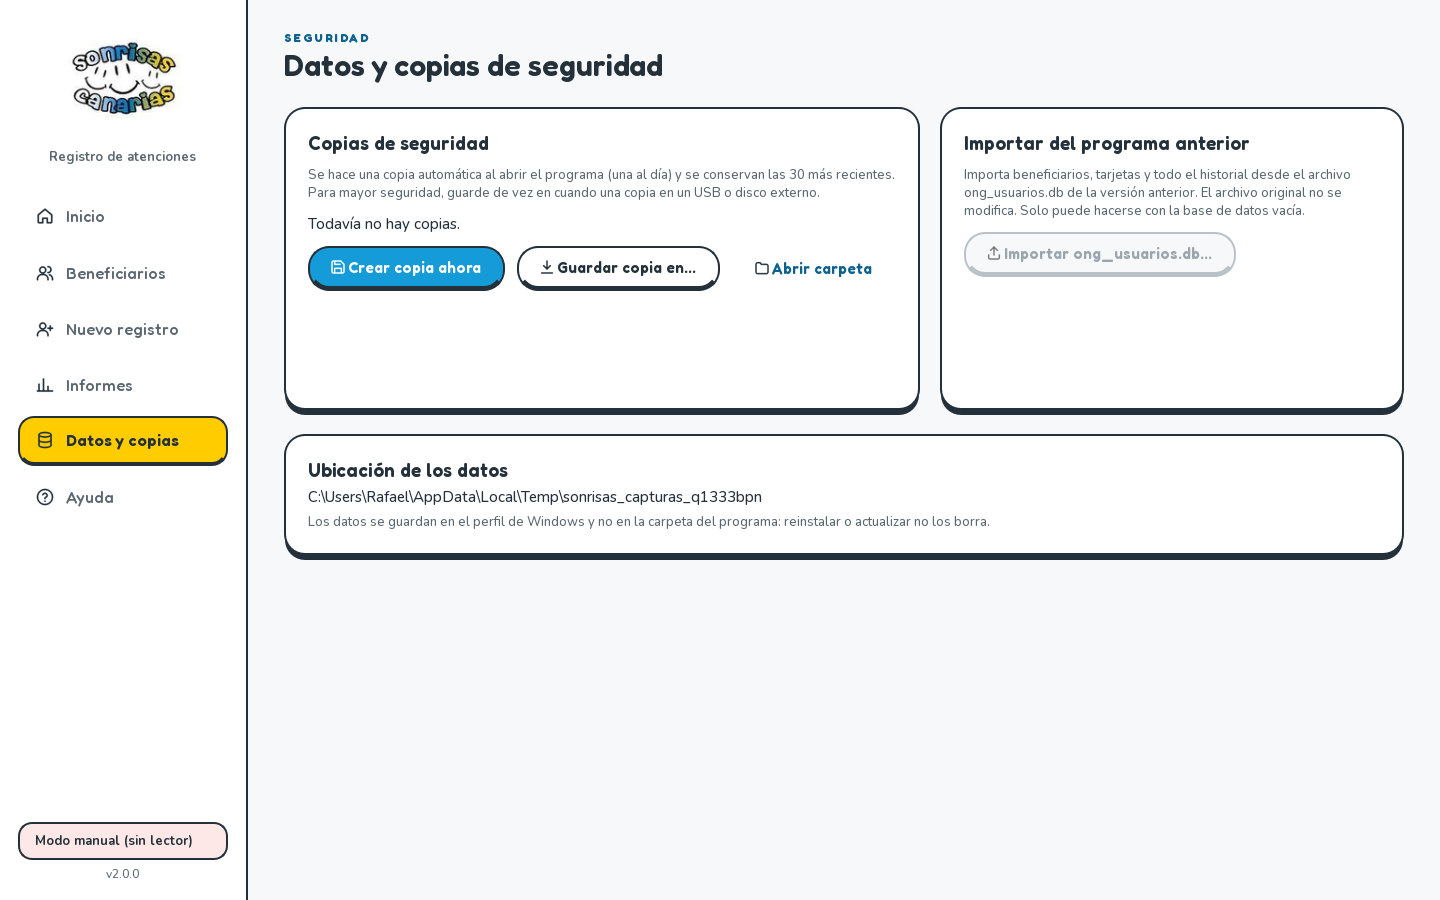 sonrisas
canarias
Registro de atenciones
Inicio
Beneficiarios
Nuevo registro
Informes
Datos y copias
Ayuda
Modo manual (sin lector)
v2.0.0
SEGURIDAD
Datos y copias de seguridad
Copias de seguridad
Se hace una copia automática al abrir el programa (una al día) y se conservan las 30 más recientes.
Para mayor seguridad, guarde de vez en cuando una copia en un USB o disco externo.
Todavía no hay copias.
Crear copia ahora
Guardar copia en...
Abrir carpeta
Importar del programa anterior
Importa beneficiarios, tarjetas y todo el historial desde el archivo
ong_usuarios.db de la versión anterior. El archivo original no se
modifica. Solo puede hacerse con la base de datos vacía.
Importar ong_usuarios.db...
Ubicación de los datos
C:\Users\Rafael\AppData\Local\Temp\sonrisas_capturas_q1333bpn
Los datos se guardan en el perfil de Windows y no en la carpeta del programa: reinstalar o actualizar no los borra.